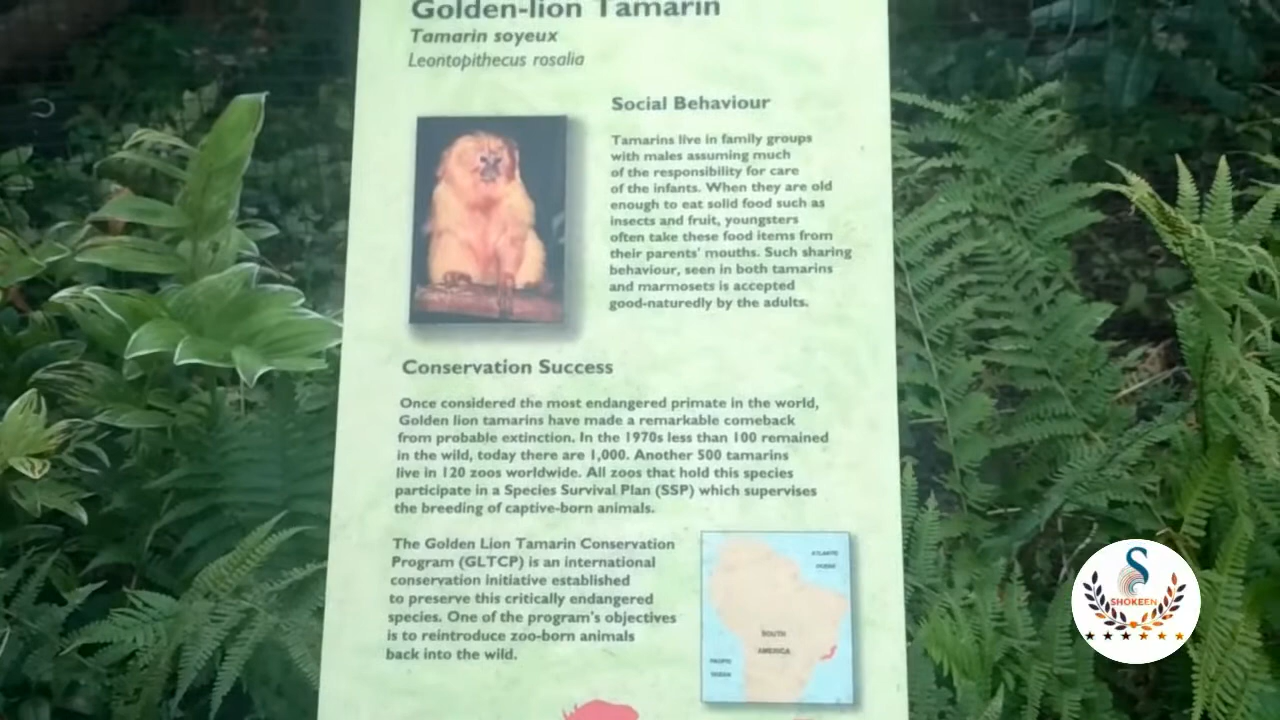 Golden-lion Tamarin
Tamarin soyeux
Leontopithecus rosalia
Social Behaviour
Tamarins live in family groups
with males assuming much
of the responsibility for care
of the infants. When they are old
enough to eat solid food such as
insects and fruit, youngsters
often take these food items from
their parents' mouths. Such sharing
behaviour, seen in both tamarins
and marmosets is accepted
good-naturedly by the adults.
Conservation Success
Once considered the most endangered primate in the world,
Golden lion tamarins have made a remarkable comeback
from probable extinction. In the 1970s less than 100 remained
in the wild, today there are 1,000. Another 500 tamarins
live in 120 zoos worldwide. All zoos that hold this species
participate in a Species Survival Plan (SSP) which supervises
the breeding of captive-born animals.
The Golden Lion Tamarin Conservation
Program (GLTCP) is an international
conservation initiative established
to preserve this critically endangered
species. One of the program's objectives
is to reintroduce zoo-born animals
back into the wild.
ATLANTIC
OCEAN
SOUTH
AMERICA
PACIFIC
OCEAN
S
SHOKEEN